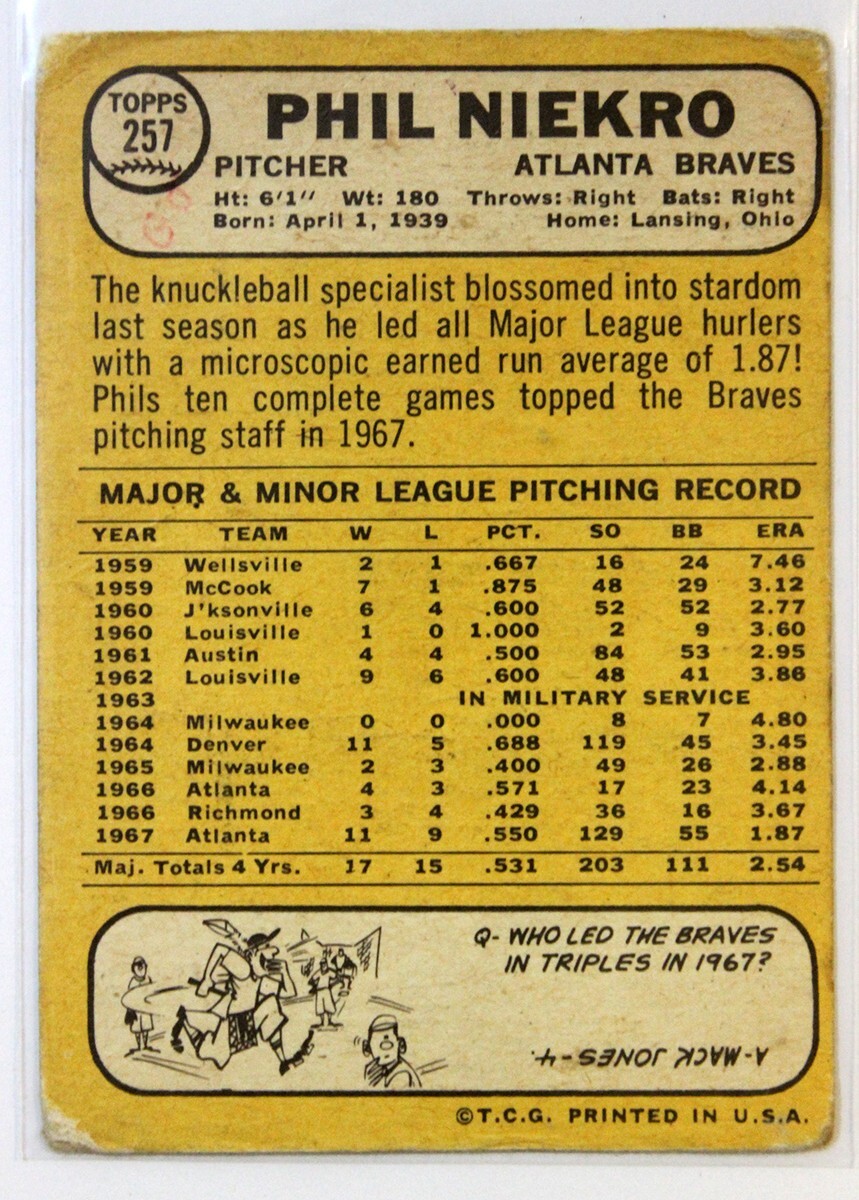 TOPPS
257
PHIL NIEKRO
PITCHER ATLANTA BRAVES
Ht: 6'1" Wt: 180 Throws: Right Bats: Right
Born: April 1, 1939 Home: Lansing, Ohio
The knuckleball specialist blossomed into stardom
last season as he led all Major League hurlers
with a microscopic earned run average of 1.87!
Phils ten complete games topped the Braves
pitching staff in 1967.
MAJOR & MINOR LEAGUE PITCHING RECORD
YEAR TEAM W L PCT. SO BB ERA
1959 Wellsville 2 1 .667 16 24 7.46
1959 McCook 7 1 .875 48 29 3.12
1960 J'ksonville 6 4 .600 52 52 2.77
1960 Louisville 1 0 1.000 2 9 3.60
1961 Austin 4 4 .500 84 53 2.95
1962 Louisville 9 6 .600 48 41 3.86
1963 IN MILITARY SERVICE
1964 Milwaukee 0 0 .000 8 7 4.80
1964 Denver 11 5 .688 119 45 3.45
1965 Milwaukee 2 3 .400 49 26 2.88
1966 Atlanta 4 3 .571 17 23 4.14
1966 Richmond 3 4 .429 36 16 3.67
1967 Atlanta 11 9 .550 129 55 1.87
Maj. Totals 4 Yrs. 17 15 .531 203 111 2.54
Q- WHO LED THE BRAVES
IN TRIPLES IN 1967?
A-MACK JONES-4.
©T.C.G. PRINTED IN U.S.A.